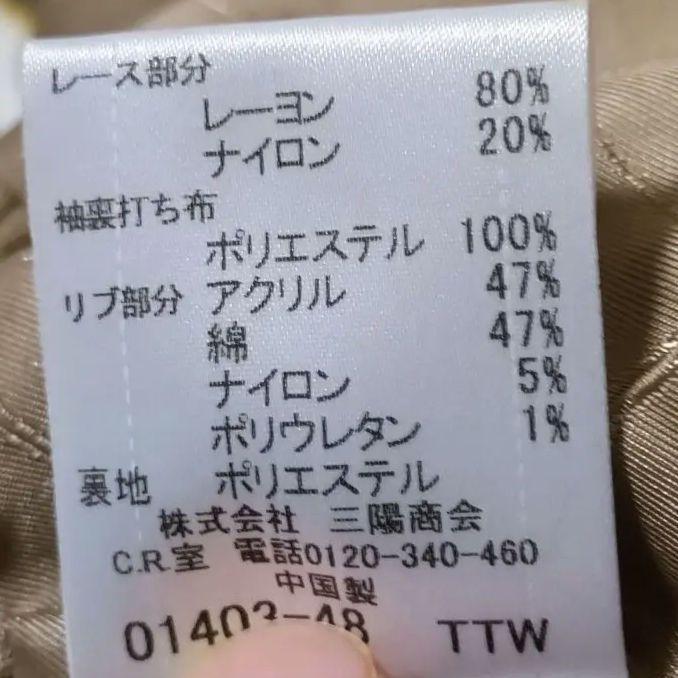 レース部分
レーヨン 80%
ナイロン 20%
袖裏打ち布
ポリエステル 100%
リブ部分 アクリル 47%
綿 47%
ナイロン 5%
ポリウレタン 1%
裏地 ポリエステル
株式会社 三陽商会
C.R.室 電話0120-340-460
中国製
01403-48 TTW